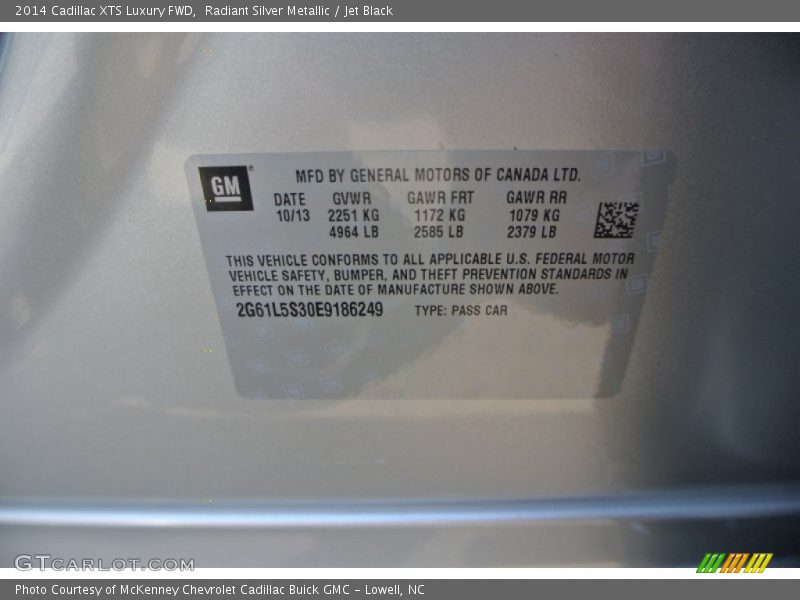 2014 Cadillac XTS Luxury FWD,  Radiant Silver Metallic / Jet Black
GM
MFD BY GENERAL MOTORS OF CANADA LTD.
DATE GVWR GAWR FRT GAWR RR
10/13 2251 KG 1172 KG 1079 KG
4964 LB 2585 LB 2379 LB
THIS VEHICLE CONFORMS TO ALL APPLICABLE U.S. FEDERAL MOTOR
VEHICLE SAFETY, BUMPER, AND THEFT PREVENTION STANDARDS IN
EFFECT ON THE DATE OF MANUFACTURE SHOWN ABOVE.
2G61L5S30E9186249 TYPE: PASS CAR
GTCARLOT.COM
Photo Courtesy of McKenney Chevrolet Cadillac Buick GMC - Lowell, NC